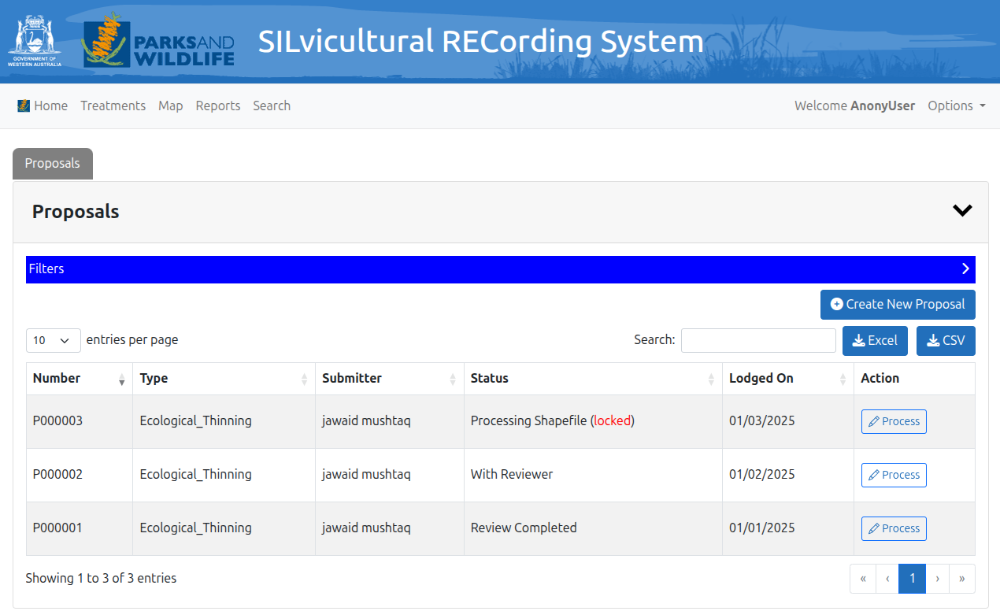 GOVERNMENT OF
WESTERN AUSTRALIA
PARKS AND
WILDLIFE
SILvicultural RECording System
Home Treatments Map Reports Search Welcome AnonyUser Options
Proposals
Proposals
Filters
Create New Proposal
10 entries per page Search: Excel CSV
Number Type Submitter Status Lodged On Action
P000003 Ecological_Thinning jawaid mushtaq Processing Shapefile (locked) 01/03/2025 Process
P000002 Ecological_Thinning jawaid mushtaq With Reviewer 01/02/2025 Process
P000001 Ecological_Thinning jawaid mushtaq Review Completed 01/01/2025 Process
Showing 1 to 3 of 3 entries « ‹ 1 › »